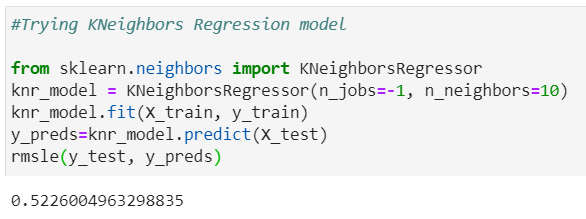 #Trying KNeighbors Regression model
from sklearn.neighbors import KNeighborsRegressor
knr_model = KNeighborsRegressor(n_jobs=-1, n_neighbors=10)
knr_model.fit(X_train, y_train)
y_preds=knr_model.predict(X_test)
rmsle(y_test, y_preds)
0.5226004963298835